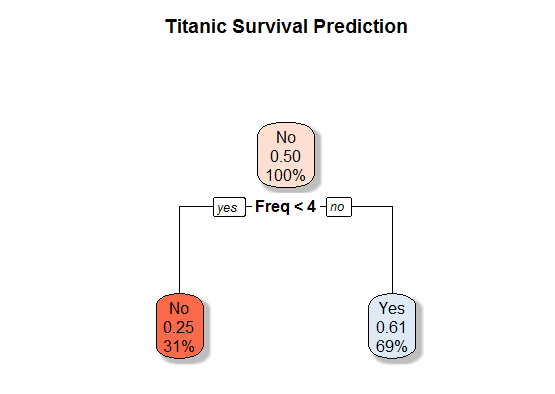 Titanic Survival Prediction
No
0.50
100%
yes Freq < 4 no
No
0.25
31%
Yes
0.61
69%